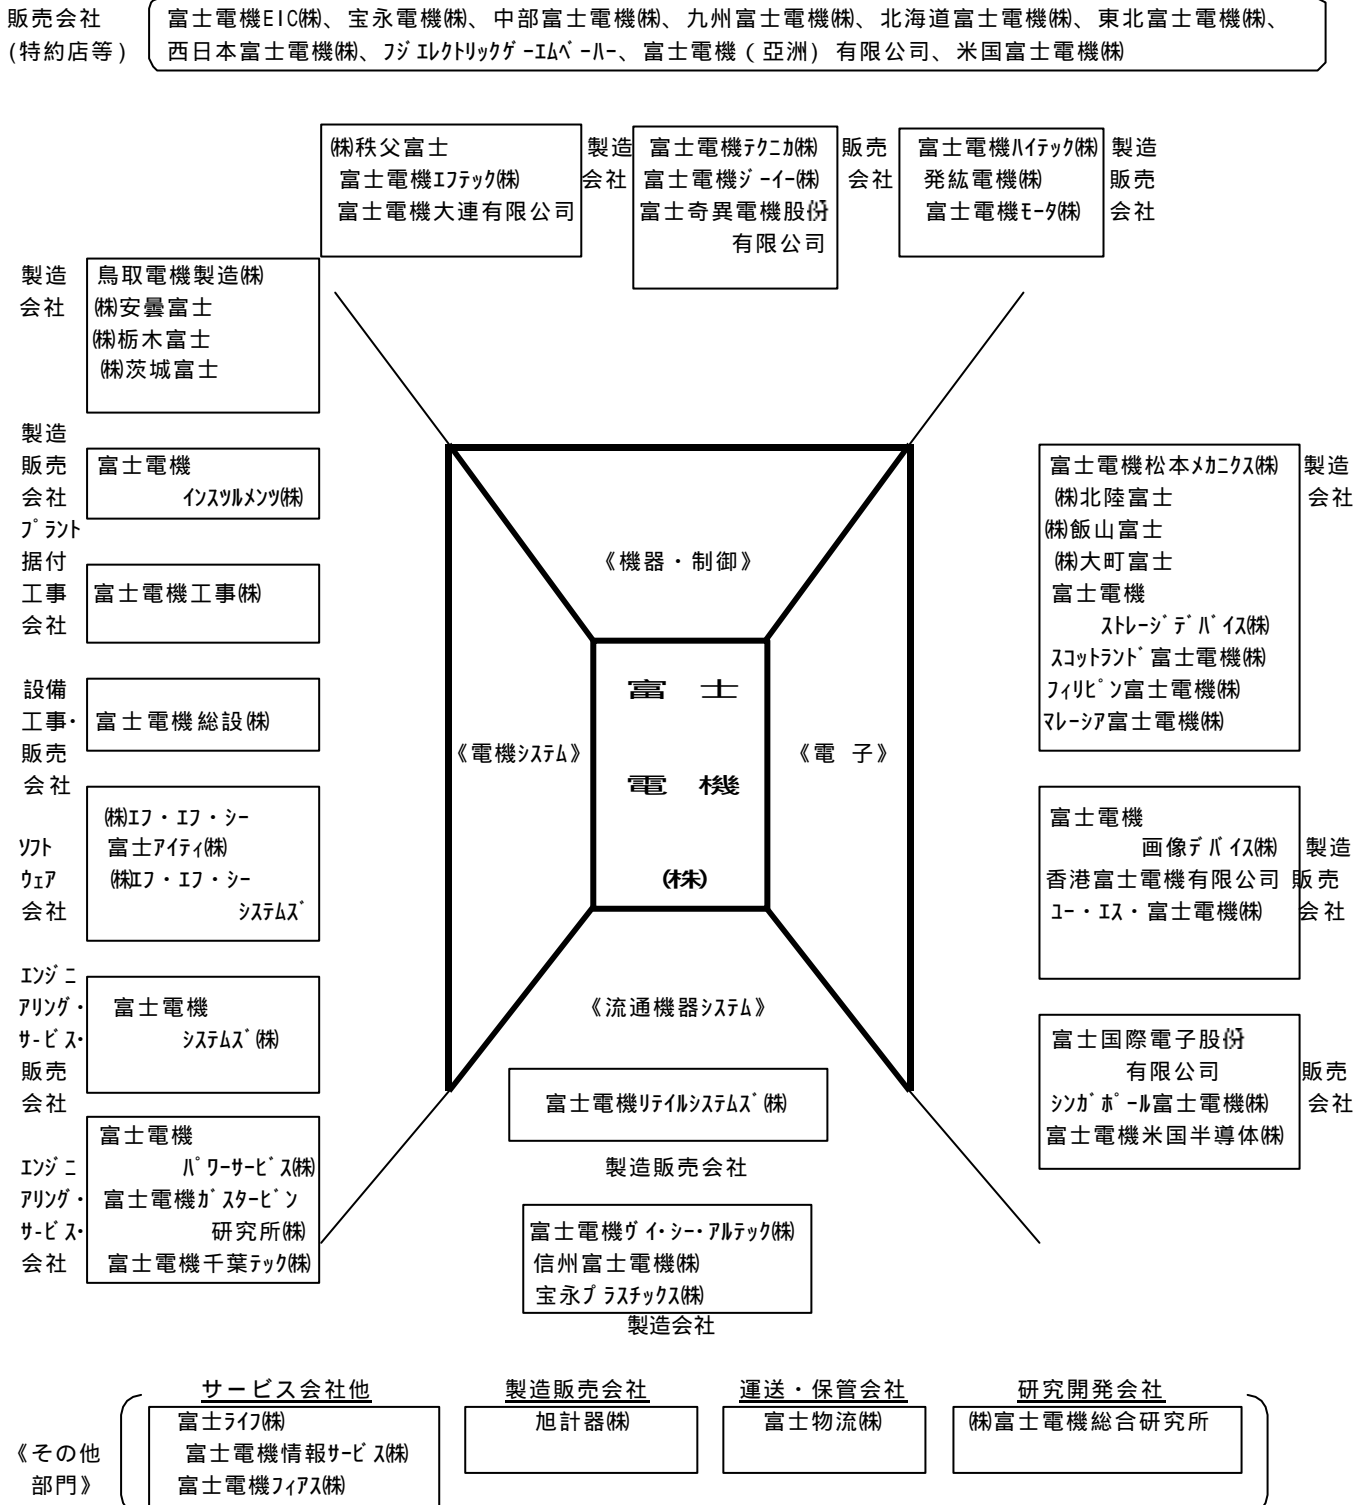 販売会社
(特約店等)
富士電機EIC㈱、宝永電機㈱、中部富士電機㈱、九州富士電機㈱、北海道富士電機㈱、東北富士電機㈱、
西日本富士電機㈱、ﾌｼﾞｴﾚｸﾄﾘｯｸｹﾞｰｴﾑﾍﾞｰﾊｰ、富士電機（亞洲）有限公司、米国富士電機㈱
㈱秩父富士
富士電機ｴﾌﾃｯｸ㈱
富士電機大連有限公司
製造
会社
富士電機ﾃｸﾆｶ㈱
富士電機ｼﾞｰｲｰ㈱
富士奇異電機股份
有限公司
販売
会社
富士電機ﾊｲﾃｯｸ㈱
発紘電機㈱
富士電機ﾓｰﾀ㈱
製造
販売
会社
製造
会社
鳥取電機製造㈱
㈱安曇富士
㈱栃木富士
㈱茨城富士
製造
販売
会社
富士電機
ｲﾝｽﾂﾙﾒﾝﾂ㈱
ﾌﾟﾗﾝﾄ
据付
工事
会社
富士電機工事㈱
設備
工事・
販売
会社
富士電機総設㈱
ｿﾌﾄ
ｳｪｱ
会社
㈱ｴﾌ・ｴﾌ・ｼｰ
富士ｱｲﾃｨ㈱
㈱ｴﾌ・ｴﾌ・ｼｰ
ｼｽﾃﾑｽﾞ
ｴﾝｼﾞﾆ
ｱﾘﾝｸﾞ・
ｻｰﾋﾞｽ・
販売
会社
富士電機
ｼｽﾃﾑｽﾞ㈱
ｴﾝｼﾞﾆ
ｱﾘﾝｸﾞ・
ｻｰﾋﾞｽ・
会社
富士電機
ﾊﾟﾜｰｻｰﾋﾞｽ㈱
富士電機ｶﾞｽﾀｰﾋﾞﾝ
研究所㈱
富士電機千葉ﾃｯｸ㈱
《機器・制御》
《電機ｼｽﾃﾑ》
富　士
電　機
㈱
《電 子》
《流通機器ｼｽﾃﾑ》
富士電機ﾘﾃｲﾙｼｽﾃﾑｽﾞ㈱
製造販売会社
富士電機ｳﾞｲ･ｼｰ･ｱﾙﾃｯｸ㈱
信州富士電機㈱
宝永ﾌﾟﾗｽﾁｯｸｽ㈱
製造会社
富士電機松本ﾒｶﾆｸｽ㈱
㈱北陸富士
㈱飯山富士
㈱大町富士
富士電機
ｽﾄﾚｰｼﾞﾃﾞﾊﾞｲｽ㈱
ｽｺｯﾄﾗﾝﾄﾞ富士電機㈱
ﾌｨﾘﾋﾟﾝ富士電機㈱
ﾏﾚｰｼｱ富士電機㈱
製造
会社
富士電機
画像ﾃﾞﾊﾞｲｽ㈱
香港富士電機有限公司
ﾕｰ・ｴｽ・富士電機㈱
製造
販売
会社
富士国際電子股份
有限公司
ｼﾝｶﾞﾎﾟｰﾙ富士電機㈱
富士電機米国半導体㈱
販売
会社
《その他
部門》
サービス会社他
富士ﾗｲﾌ㈱
富士電機情報ｻｰﾋﾞｽ㈱
富士電機ﾌｨｱｽ㈱
製造販売会社
旭計器㈱
運送・保管会社
富士物流㈱
研究開発会社
㈱富士電機総合研究所